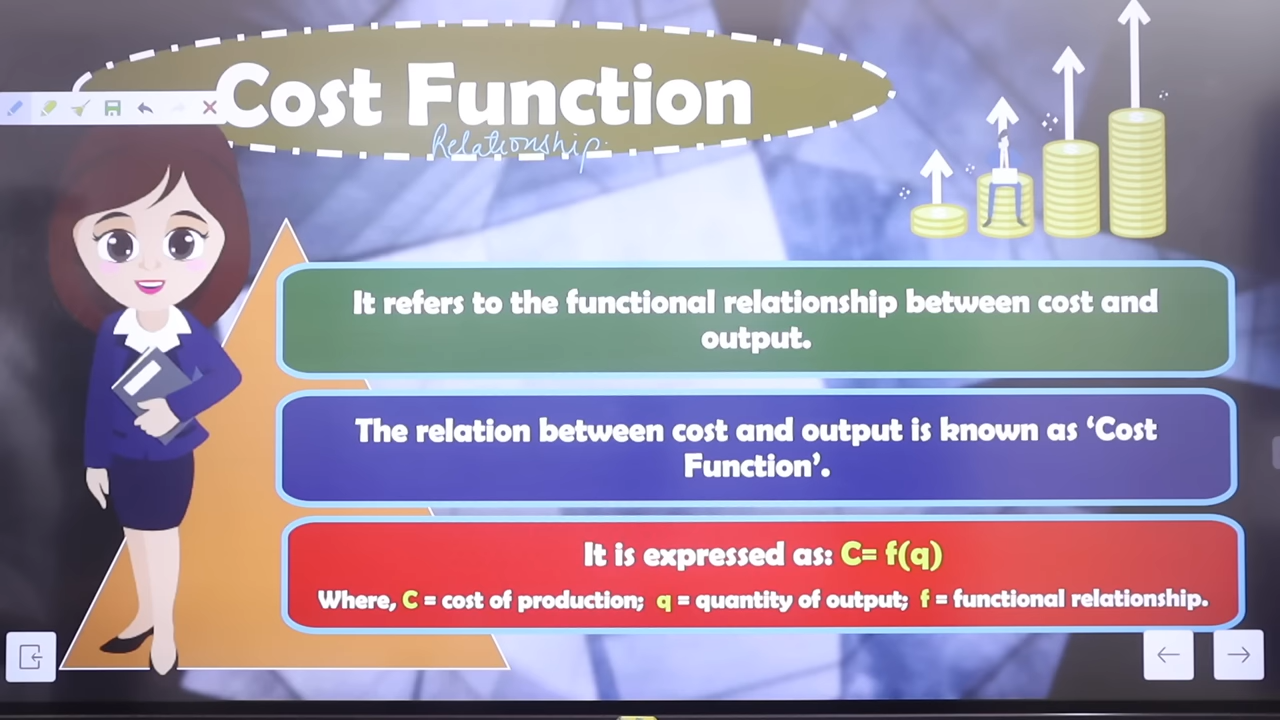 Cost Function
Relationship
It refers to the functional relationship between cost and
output.
The relation between cost and output is known as ‘Cost
Function’.
It is expressed as: C= f(q)
Where, C = cost of production; q = quantity of output; f = functional relationship.